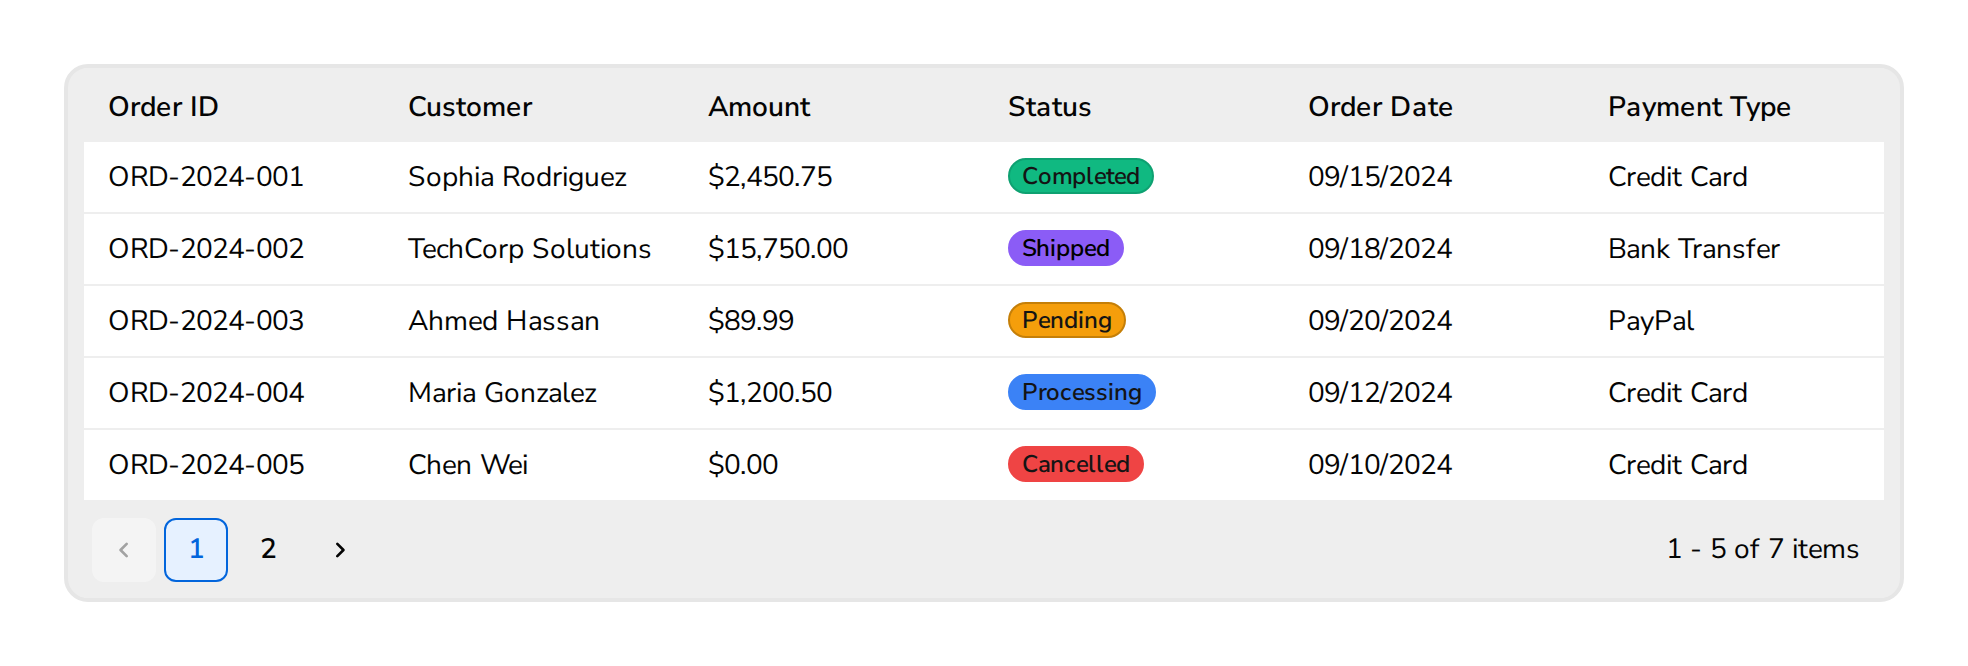 Order ID Customer Amount Status Order Date Payment Type
ORD-2024-001 Sophia Rodriguez $2,450.75 Completed 09/15/2024 Credit Card
ORD-2024-002 TechCorp Solutions $15,750.00 Shipped 09/18/2024 Bank Transfer
ORD-2024-003 Ahmed Hassan $89.99 Pending 09/20/2024 PayPal
ORD-2024-004 Maria Gonzalez $1,200.50 Processing 09/12/2024 Credit Card
ORD-2024-005 Chen Wei $0.00 Cancelled 09/10/2024 Credit Card
1 2 1 - 5 of 7 items